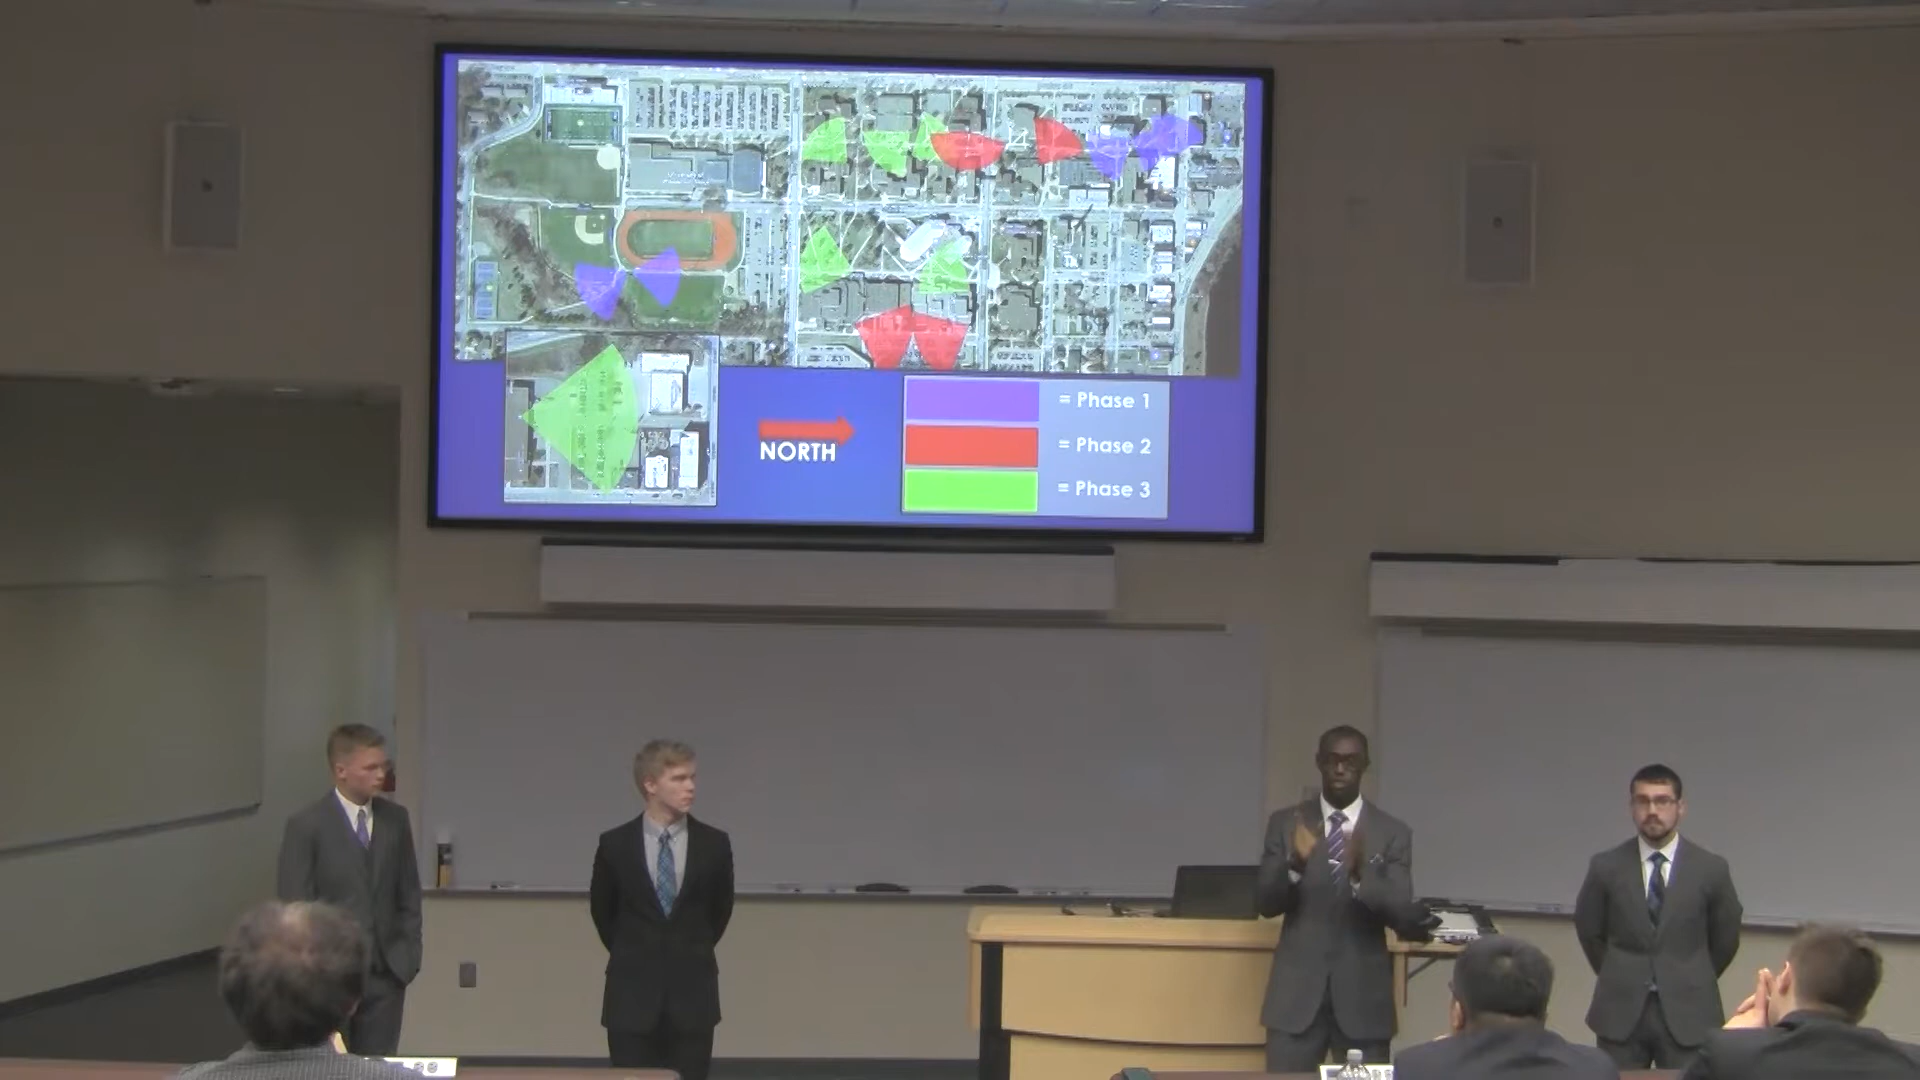 NORTH
= Phase 1
= Phase 2
= Phase 3